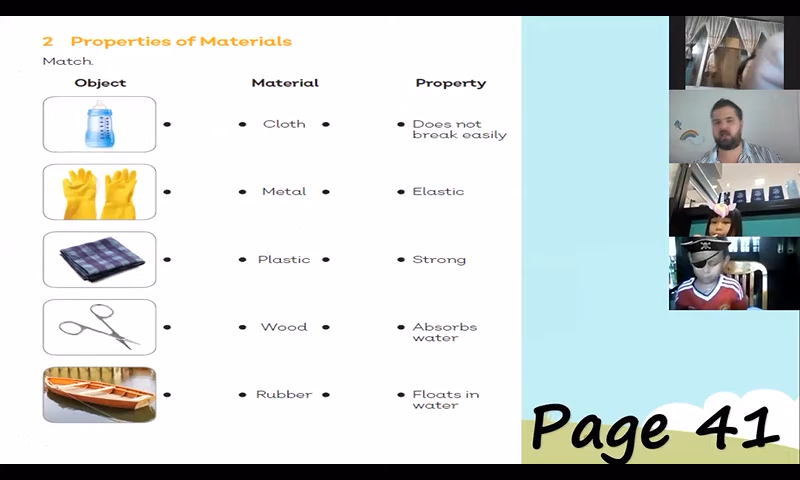 2 Properties of Materials
Match.
Object Material Property
Cloth Does not
break easily
Metal Elastic
Plastic Strong
Wood Absorbs
water
Rubber Floats in
water
Page 41